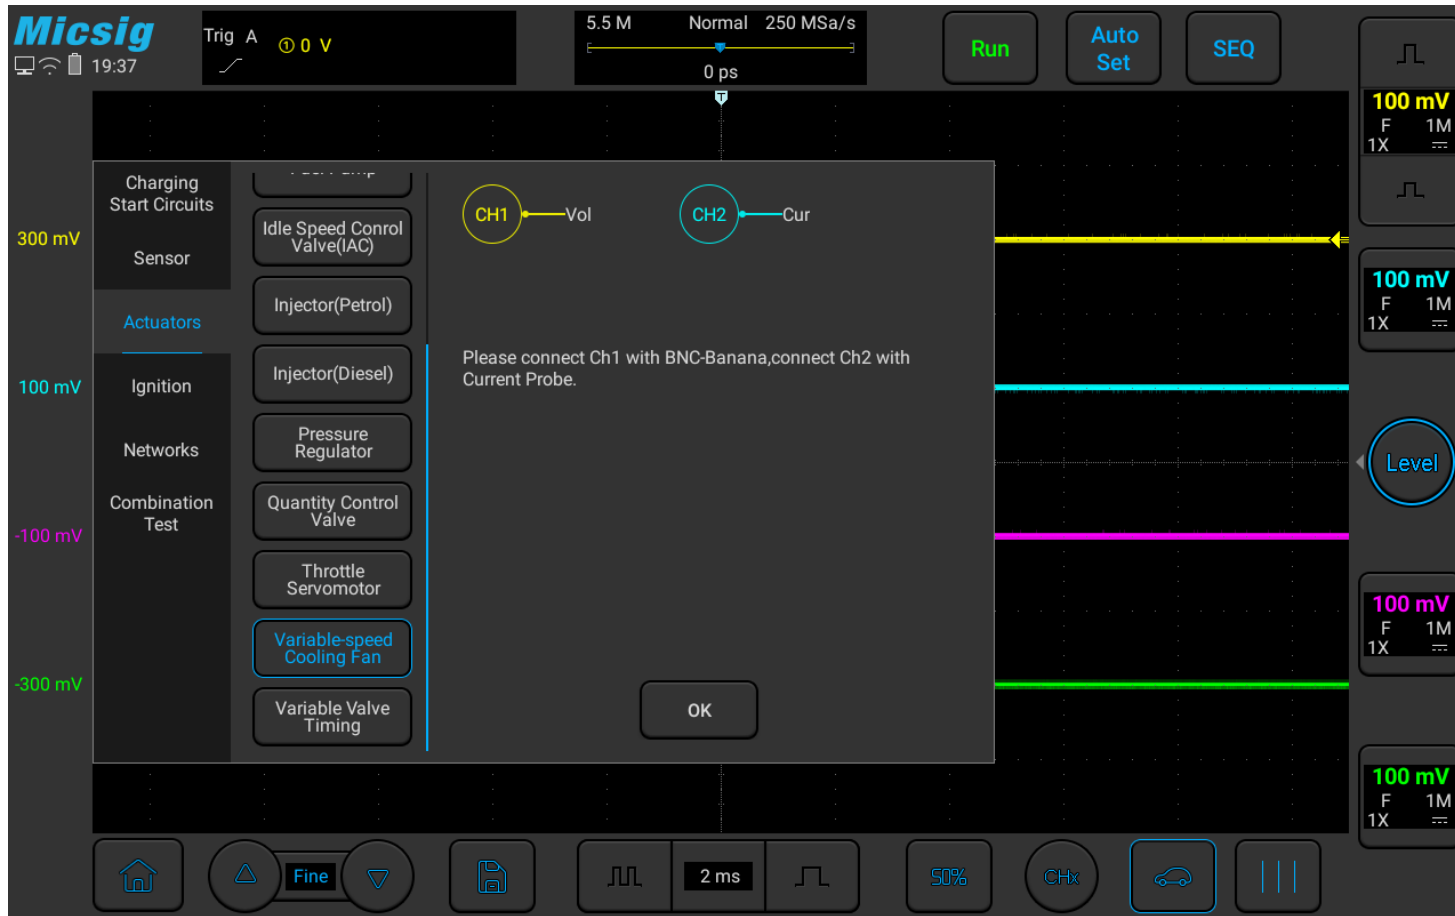 Micsig
19:37
Trig A ① 0 V
5.5 M Normal 250 MSa/s
0 ps
Run
Auto
Set
SEQ
100 mV
F 1M
1X
300 mV
100 mV
-100 mV
-300 mV
Charging
Start Circuits
Sensor
Actuators
Ignition
Networks
Combination
Test
Idle Speed Conrol
Valve(IAC)
Injector(Petrol)
Injector(Diesel)
Pressure
Regulator
Quantity Control
Valve
Throttle
Servomotor
Variable-speed
Cooling Fan
Variable Valve
Timing
CH1 Vol
CH2 Cur
Please connect Ch1 with BNC-Banana,connect Ch2 with
Current Probe.
OK
T
100 mV
F 1M
1X
Level
100 mV
F 1M
1X
100 mV
F 1M
1X
Fine
2 ms
50%
CHx